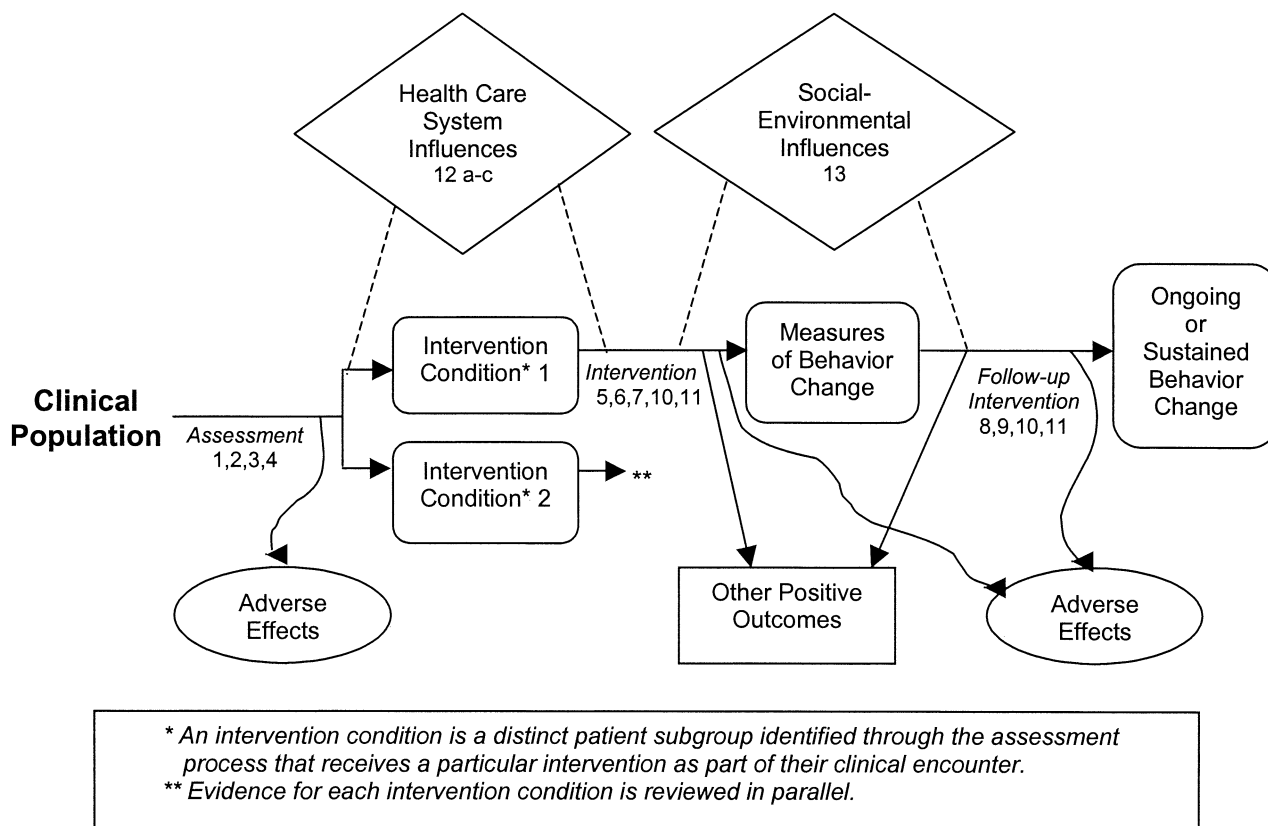 Health Care
System
Influences
12 a-c
Social-
Environmental
Influences
13
Clinical
Population
Assessment
1,2,3,4
Intervention
Condition* 1
Intervention
Condition* 2
**
Intervention
5,6,7,10,11
Measures
of Behavior
Change
Follow-up
Intervention
8,9,10,11
Ongoing
or
Sustained
Behavior
Change
Adverse
Effects
Other Positive
Outcomes
Adverse
Effects
* An intervention condition is a distinct patient subgroup identified through the assessment
process that receives a particular intervention as part of their clinical encounter.
** Evidence for each intervention condition is reviewed in parallel.